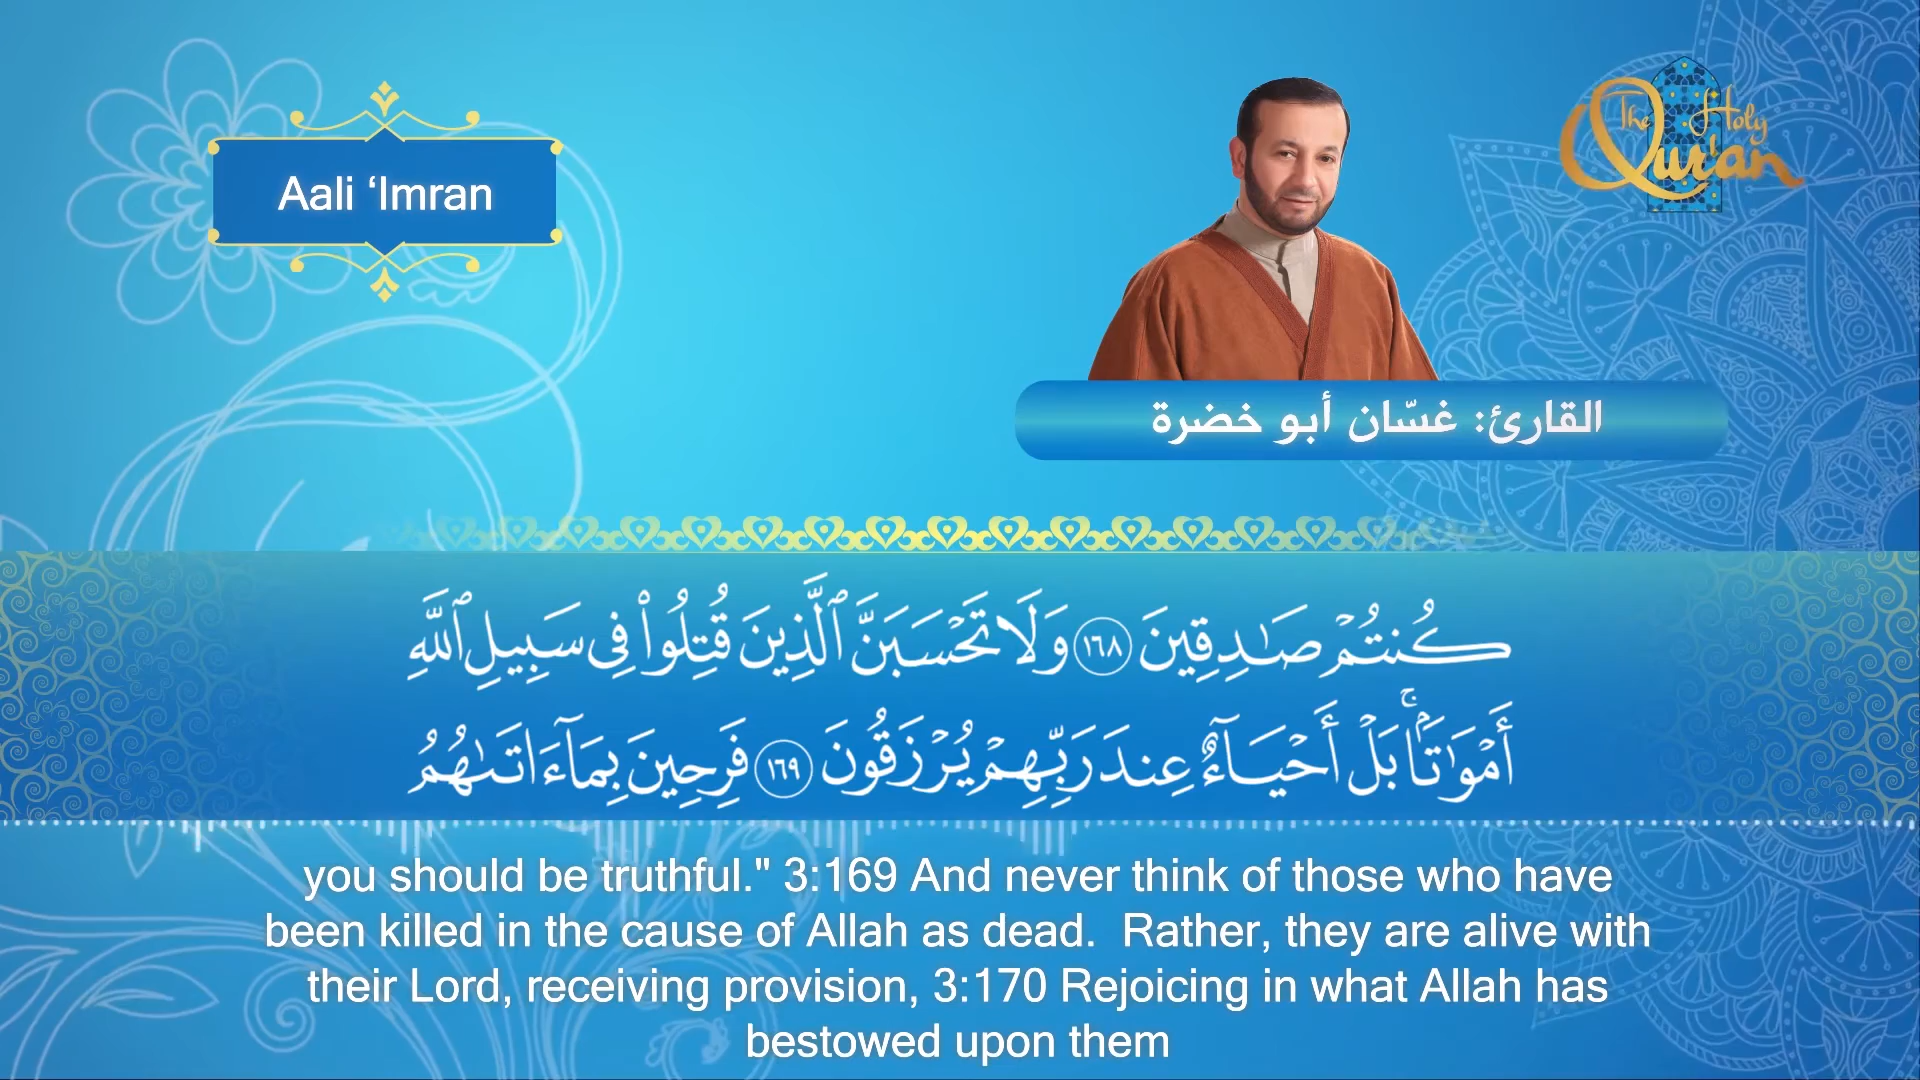 Aali ‘Imran
The Holy
Qur'an
القارئ: غسّان أبو خضرة
كُنتُمْ صَـٰدِقِينَ ١٦٨ وَلَا تَحْسَبَنَّ ٱلَّذِينَ قُتِلُوا۟ فِى سَبِيلِ ٱللَّهِ
أَمْوَٰتًۢا ۚ بَلْ أَحْيَآءٌ عِندَ رَبِّهِمْ يُرْزَقُونَ ١٦٩ فَرِحِينَ بِمَآ ءَاتَىٰهُمُ
you should be truthful." 3:169 And never think of those who have
been killed in the cause of Allah as dead.  Rather, they are alive with
their Lord, receiving provision, 3:170 Rejoicing in what Allah has
bestowed upon them